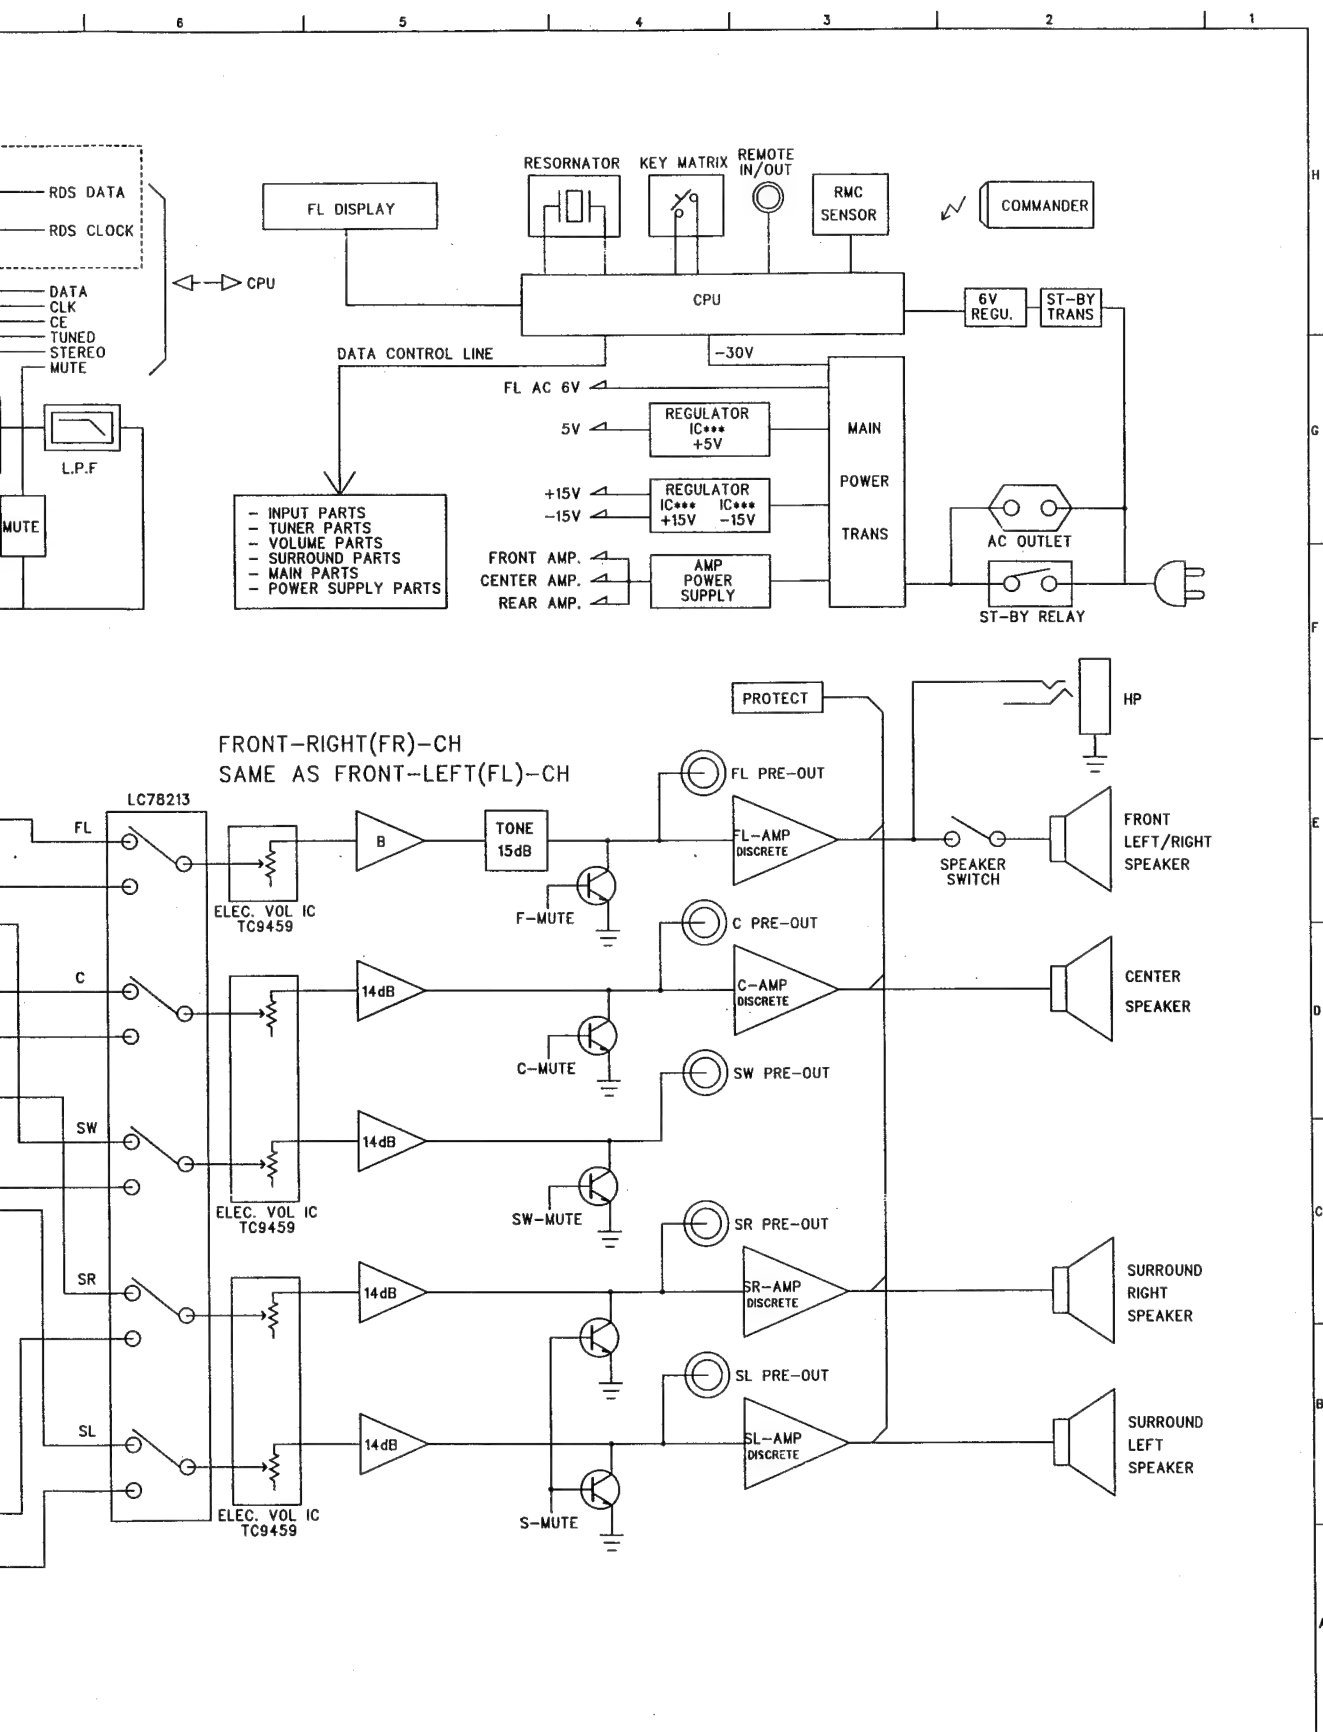 6 5 4 3 2 1
H
G
F
E
D
C
B
A
RDS DATA
RDS CLOCK
DATA
CLK
CE
TUNED
STEREO
MUTE
CPU
L.P.F
MUTE
FL DISPLAY
RESORNATOR
KEY MATRIX
REMOTE
IN/OUT
RMC
SENSOR
COMMANDER
CPU
6V
REGU.
ST-BY
TRANS
DATA CONTROL LINE
-30V
FL AC 6V
5V
REGULATOR
IC***
+5V
+15V
-15V
REGULATOR
IC*** IC***
+15V -15V
FRONT AMP.
CENTER AMP.
REAR AMP.
AMP
POWER
SUPPLY
MAIN
POWER
TRANS
AC OUTLET
ST-BY RELAY
- INPUT PARTS
- TUNER PARTS
- VOLUME PARTS
- SURROUND PARTS
- MAIN PARTS
- POWER SUPPLY PARTS
PROTECT
HP
FRONT-RIGHT(FR)-CH
SAME AS FRONT-LEFT(FL)-CH
LC78213
FL
ELEC. VOL IC
TC9459
B
TONE
15dB
F-MUTE
FL PRE-OUT
FL-AMP
DISCRETE
SPEAKER
SWITCH
FRONT
LEFT/RIGHT
SPEAKER
C
14dB
C-MUTE
C PRE-OUT
C-AMP
DISCRETE
CENTER
SPEAKER
SW
14dB
SW-MUTE
SW PRE-OUT
ELEC. VOL IC
TC9459
SR
14dB
SR PRE-OUT
SR-AMP
DISCRETE
SURROUND
RIGHT
SPEAKER
SL
14dB
S-MUTE
SL PRE-OUT
SL-AMP
DISCRETE
SURROUND
LEFT
SPEAKER
ELEC. VOL IC
TC9459